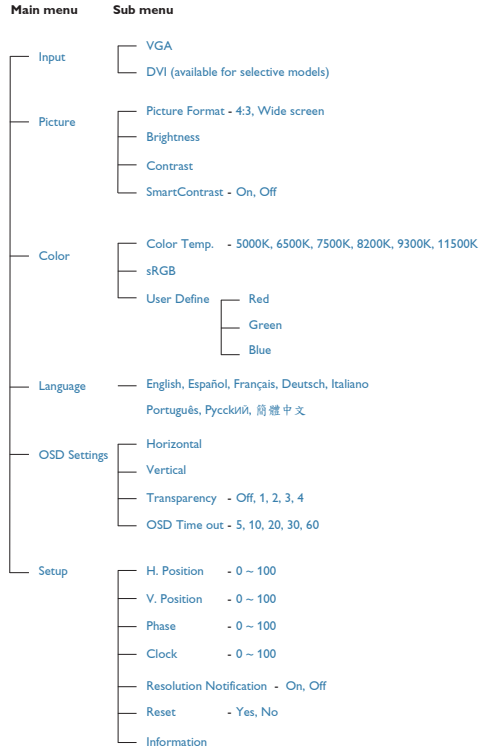 Main menu Sub menu
Input
VGA
DVI (available for selective models)
Picture
Picture Format - 4:3, Wide screen
Brightness
Contrast
SmartContrast - On, Off
Color
Color Temp. - 5000K, 6500K, 7500K, 8200K, 9300K, 11500K
sRGB
User Define
Red
Green
Blue
Language
English, Español, Français, Deutsch, Italiano
Português, Русский, 简體中文
OSD Settings
Horizontal
Vertical
Transparency - Off, 1, 2, 3, 4
OSD Time out - 5, 10, 20, 30, 60
Setup
H. Position - 0 ~ 100
V. Position - 0 ~ 100
Phase - 0 ~ 100
Clock - 0 ~ 100
Resolution Notification - On, Off
Reset - Yes, No
Information